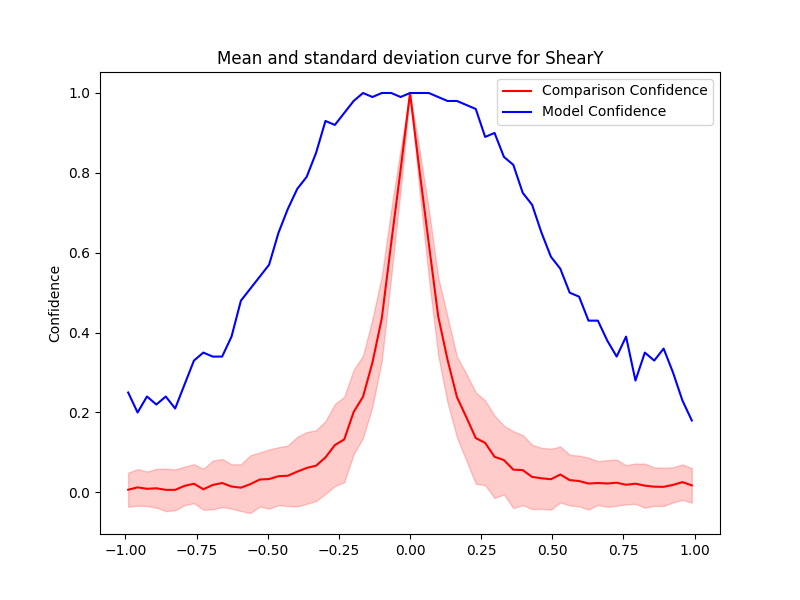 Mean and standard deviation curve for ShearY
Comparison Confidence
Model Confidence
Confidence
1.0
0.8
0.6
0.4
0.2
0.0
−1.00 −0.75 −0.50 −0.25 0.00 0.25 0.50 0.75 1.00